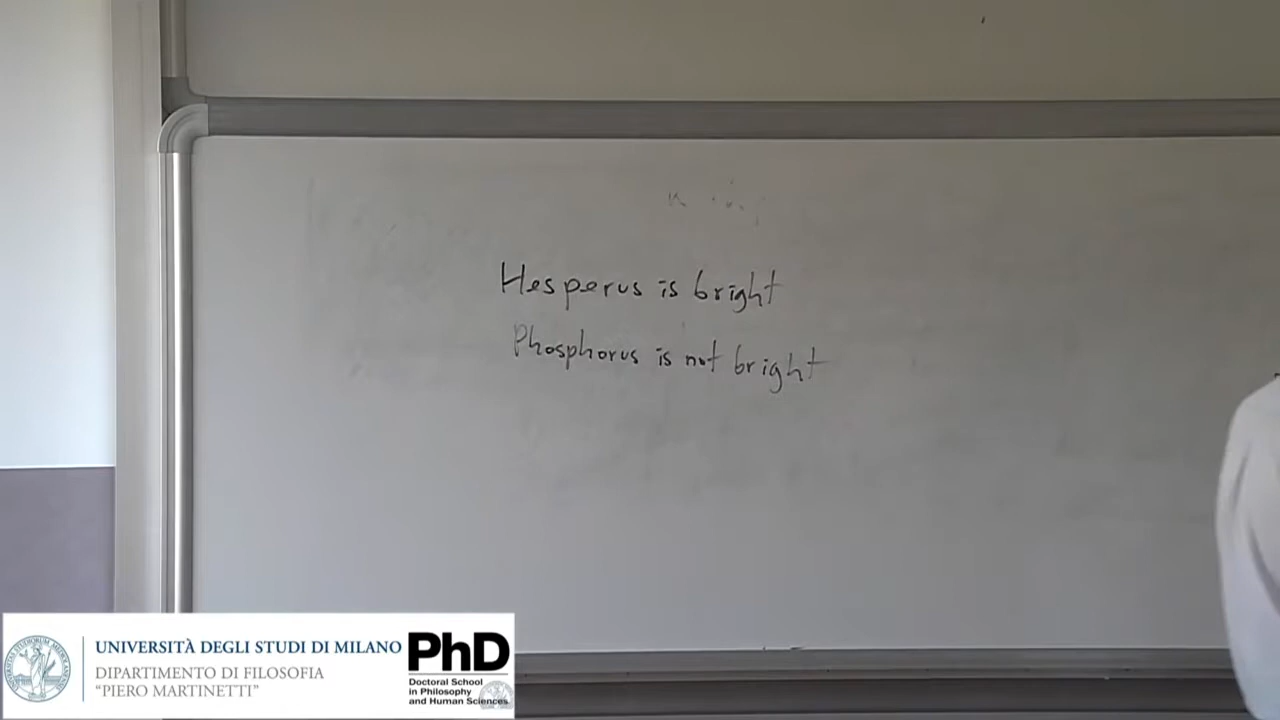 Hesperus is bright
Phosphorus is not bright
UNIVERSITÀ DEGLI STUDI DI MILANO
DIPARTIMENTO DI FILOSOFIA
"PIERO MARTINETTI"
PhD
Doctoral School
in Philosophy
and Human Sciences